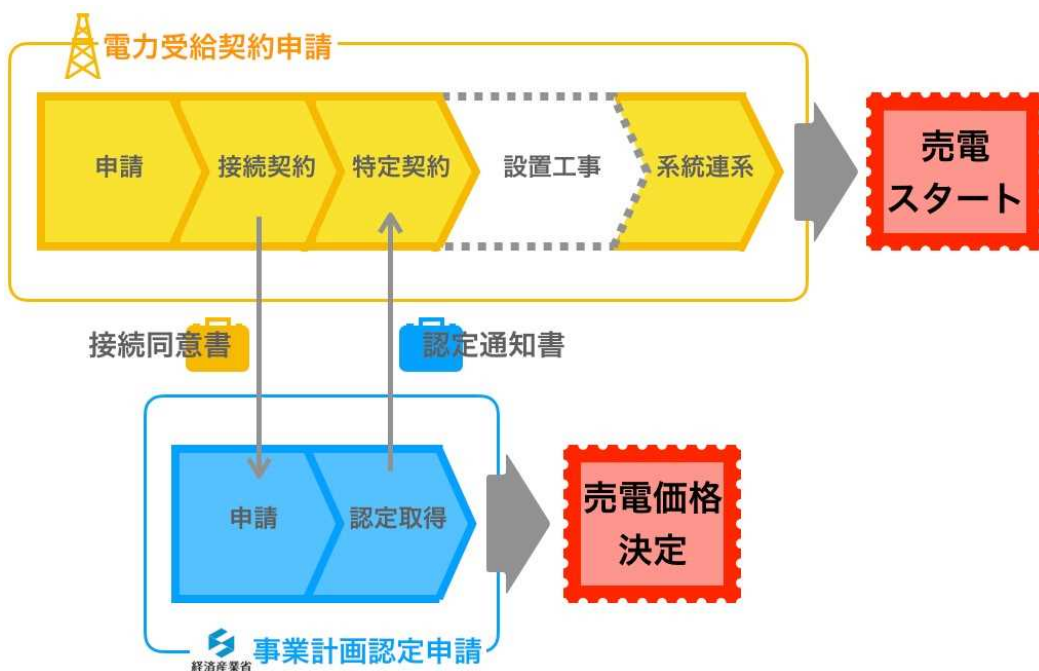 電力受給契約申請
申請
接続契約
特定契約
設置工事
系統連系
売電
スタート
接続同意書
認定通知書
申請
認定取得
売電価格
決定
経済産業省
事業計画認定申請